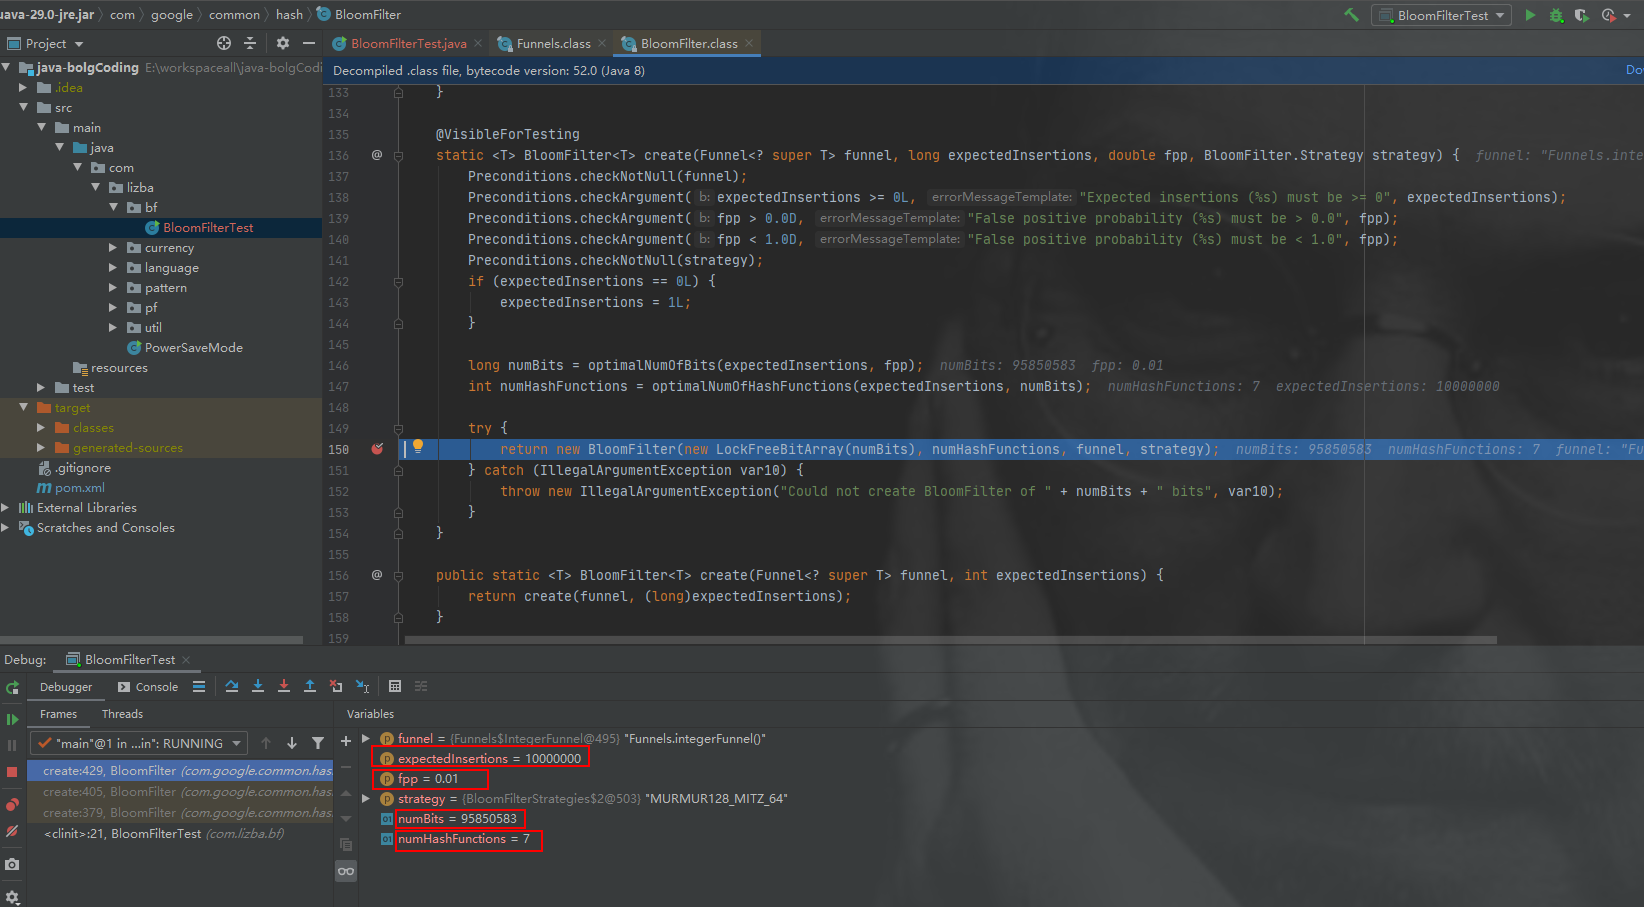 uava-29.0-jre.jar com google common hash BloomFilter
BloomFilterTest
Project
BloomFilterTest.java Funnels.class BloomFilter.class
java-bolgCoding E:\workspaceall\java-bolgCodi
.idea
src
main
java
com
lizba
bf
BloomFilterTest
currency
language
pattern
pf
util
PowerSaveMode
resources
test
target
classes
generated-sources
.gitignore
pom.xml
External Libraries
Scratches and Consoles
Decompiled .class file, bytecode version: 52.0 (Java 8) Do
133 }
134
135 @VisibleForTesting
136 @ static <T> BloomFilter<T> create(Funnel<? super T> funnel, long expectedInsertions, double fpp, BloomFilter.Strategy strategy) { funnel: "Funnels.inte
137 Preconditions.checkNotNull(funnel);
138 Preconditions.checkArgument( b: expectedInsertions >= 0L, errorMessageTemplate: "Expected insertions (%s) must be >= 0", expectedInsertions);
139 Preconditions.checkArgument( b: fpp > 0.0D, errorMessageTemplate: "False positive probability (%s) must be > 0.0", fpp);
140 Preconditions.checkArgument( b: fpp < 1.0D, errorMessageTemplate: "False positive probability (%s) must be < 1.0", fpp);
141 Preconditions.checkNotNull(strategy);
142 if (expectedInsertions == 0L) {
143 expectedInsertions = 1L;
144 }
145
146 long numBits = optimalNumOfBits(expectedInsertions, fpp); numBits: 95850583 fpp: 0.01
147 int numHashFunctions = optimalNumOfHashFunctions(expectedInsertions, numBits); numHashFunctions: 7 expectedInsertions: 10000000
148
149 try {
150 return new BloomFilter(new LockFreeBitArray(numBits), numHashFunctions, funnel, strategy); numBits: 95850583 numHashFunctions: 7 funnel: "Fu
151 } catch (IllegalArgumentException var10) {
152 throw new IllegalArgumentException("Could not create BloomFilter of " + numBits + " bits", var10);
153 }
154 }
155
156 @ public static <T> BloomFilter<T> create(Funnel<? super T> funnel, int expectedInsertions) {
157 return create(funnel, (long)expectedInsertions);
158 }
159
Debug: BloomFilterTest
Debugger Console
Frames Threads
"main"@1 in ...in": RUNNING
create:429, BloomFilter (com.google.common.has
create:405, BloomFilter (com.google.common.has
create:379, BloomFilter (com.google.common.has
<clinit>:21, BloomFilterTest (com.lizba.bf)
Variables
funnel = {Funnels$IntegerFunnel@495} "Funnels.integerFunnel()"
expectedInsertions = 10000000
fpp = 0.01
strategy = {BloomFilterStrategies$2@503} "MURMUR128_MITZ_64"
numBits = 95850583
numHashFunctions = 7